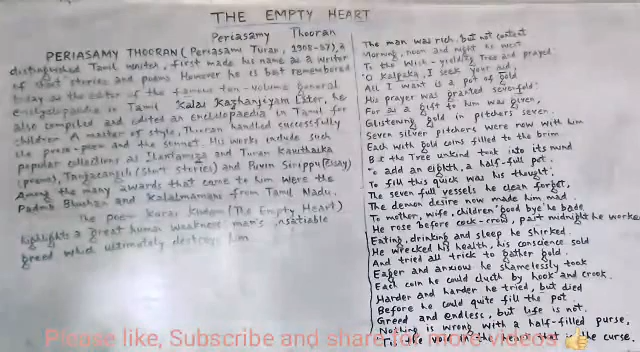 THE EMPTY HEART
Periasamy Thooran
PERIASAMY THOORAN (Periasami Turan, 1908-87), a
distinguished Tamil writer, first made his name as a writer
of short stories and poems. However he is best remembered
today as the editor of the famous ten-volume general
encyclopaedia in Tamil Kalai Kazhanjiyam Later, he
also compiled and edited an encyclopaedia in Tamil for
children. A master of style, Thooran handled successfully
the prose-poem and the sonnet. His works include such
popular collections as Ilantamiza and Turan Kavithaika
(poems), Tangacangili (short stories) and Puvin Sirippu (Essay)
Among the many awards that came to him were the
Padma Bhushan and Kalaimamani from Tamil Nadu.
The poem Kurai Kudam (The Empty Heart)
highlights a great human weakness man's insatiable
greed which ultimately destroys him
The man was rich, but not content
Morning, noon and night he went
To the Wish-yielding Tree and prayed
'O Kalpaka, I seek your aid,
All I want is a pot of gold
His prayer was granted sevenfold:
For as a gift to him was given,
Glistening gold in pitchers seven.
Seven silver pitchers were now with him
Each with gold coins filled to the brim
But the Tree unkind took into its mind
To add an eighth, a half-full pot.
To fill this quick was his thought;
The seven full vessels he clean forgot,
The demon desire now made him mad.
To mother, wife, children 'good bye' he bade
He rose before cock-crow, past midnight he worked
Eating, drinking and sleep he shirked.
He wrecked his health, his conscience sold
And tried all trick to gather gold.
Eager and anxious he shamelessly took
Each coin he could clutch by hook and crook.
Harder and harder he tried, but died
Before he could quite fill the pot.
Greed and endless, but life is not.
Nothing is wrong with a half-filled purse,
To the void in the heart that is the curse.
Please like, Subscribe and share for more videos 👍